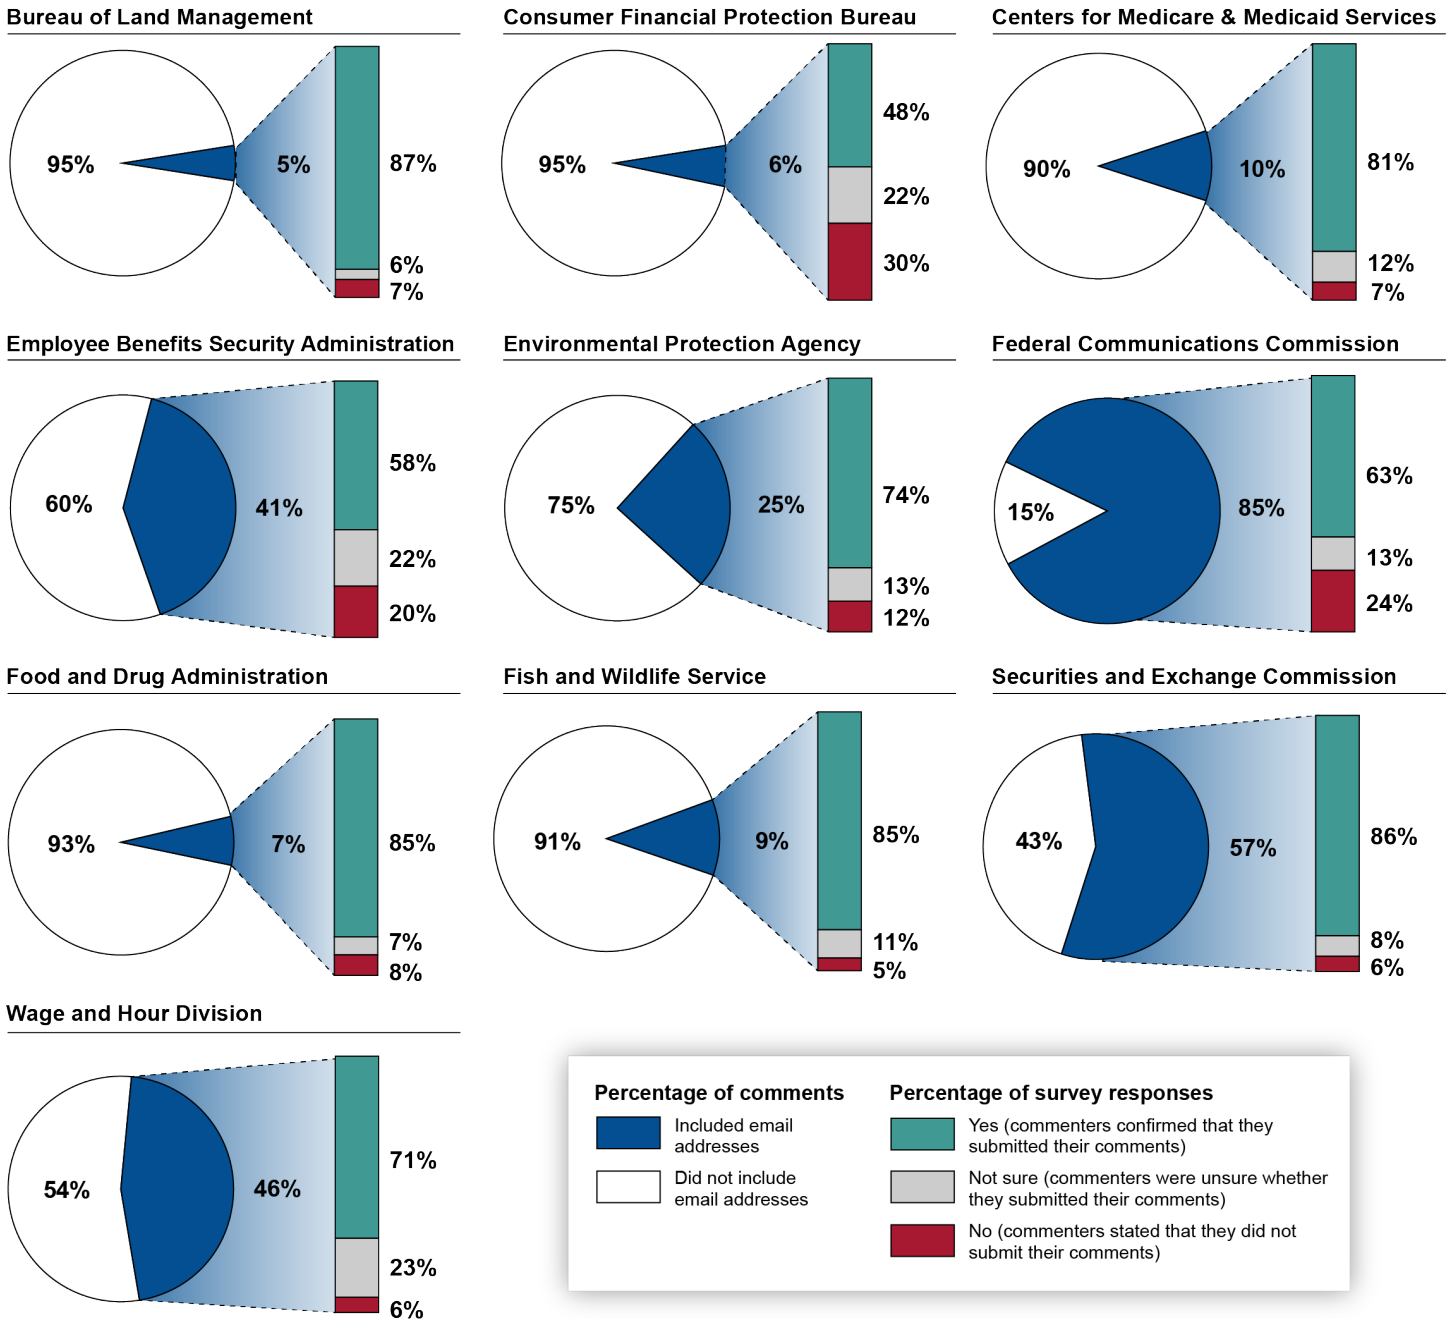 Bureau of Land Management
95%
5%
87%
6%
7%
Consumer Financial Protection Bureau
95%
6%
48%
22%
30%
Centers for Medicare & Medicaid Services
90%
10%
81%
12%
7%
Employee Benefits Security Administration
60%
41%
58%
22%
20%
Environmental Protection Agency
75%
25%
74%
13%
12%
Federal Communications Commission
15%
85%
63%
13%
24%
Food and Drug Administration
93%
7%
85%
7%
8%
Fish and Wildlife Service
91%
9%
85%
11%
5%
Securities and Exchange Commission
43%
57%
86%
8%
6%
Wage and Hour Division
54%
46%
71%
23%
6%
Percentage of comments
Included email
addresses
Did not include
email addresses
Percentage of survey responses
Yes (commenters confirmed that they
submitted their comments)
Not sure (commenters were unsure whether
they submitted their comments)
No (commenters stated that they did not
submit their comments)